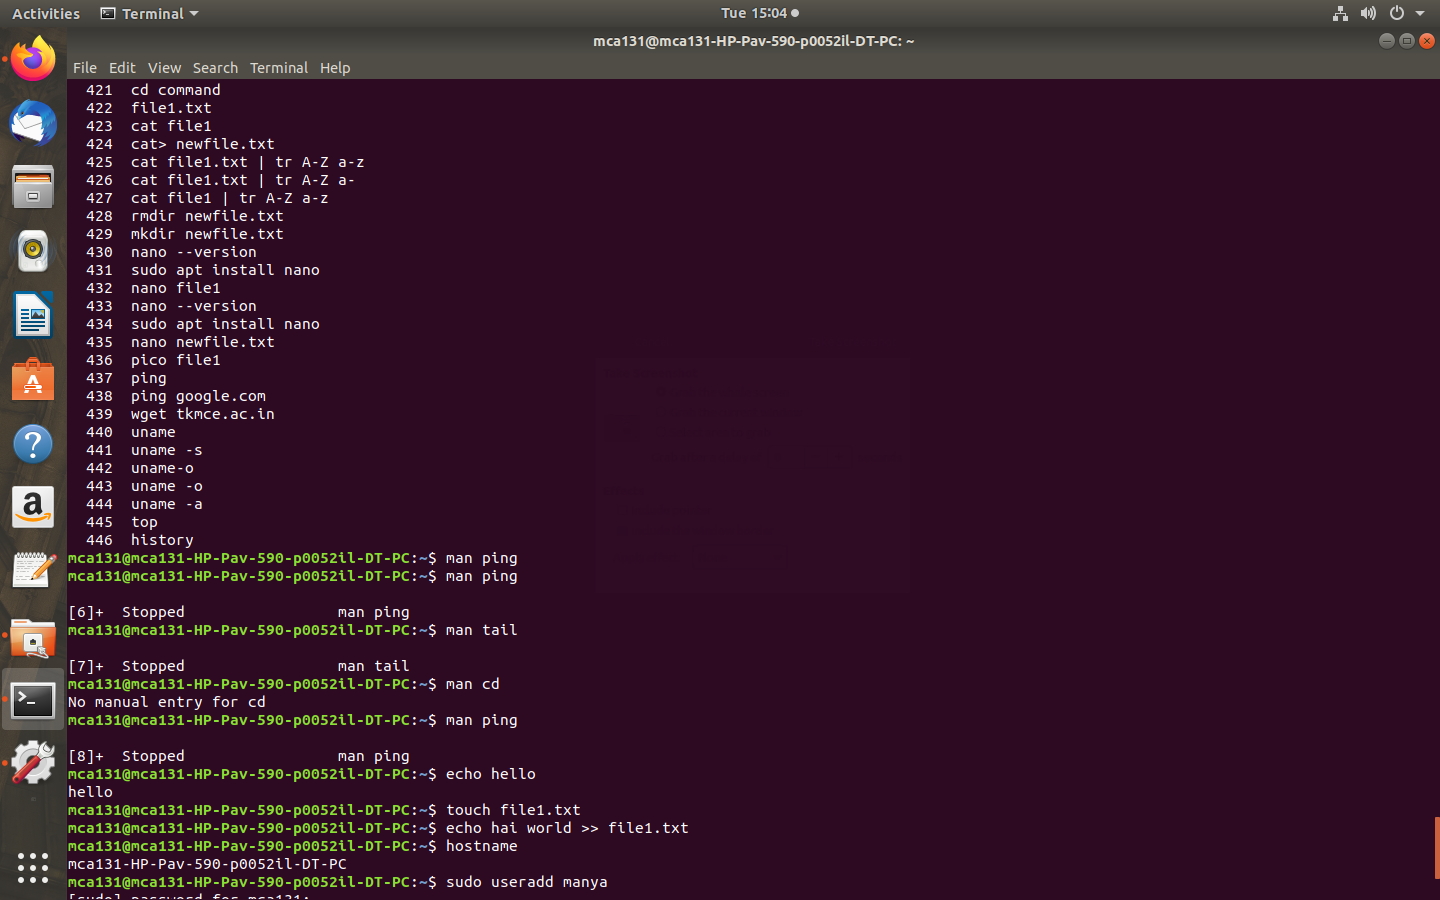 Activities Terminal Tue 15:04
mca131@mca131-HP-Pav-590-p0052il-DT-PC: ~
File Edit View Search Terminal Help
421 cd command
422 file1.txt
423 cat file1
424 cat> newfile.txt
425 cat file1.txt | tr A-Z a-z
426 cat file1.txt | tr A-Z a-
427 cat file1 | tr A-Z a-z
428 rmdir newfile.txt
429 mkdir newfile.txt
430 nano --version
431 sudo apt install nano
432 nano file1
433 nano --version
434 sudo apt install nano
435 nano newfile.txt
436 pico file1
437 ping
438 ping google.com
439 wget tkmce.ac.in
440 uname
441 uname -s
442 uname-o
443 uname -o
444 uname -a
445 top
446 history
mca131@mca131-HP-Pav-590-p0052il-DT-PC:~$ man ping
mca131@mca131-HP-Pav-590-p0052il-DT-PC:~$ man ping
[6]+ Stopped man ping
mca131@mca131-HP-Pav-590-p0052il-DT-PC:~$ man tail
[7]+ Stopped man tail
mca131@mca131-HP-Pav-590-p0052il-DT-PC:~$ man cd
No manual entry for cd
mca131@mca131-HP-Pav-590-p0052il-DT-PC:~$ man ping
[8]+ Stopped man ping
mca131@mca131-HP-Pav-590-p0052il-DT-PC:~$ echo hello
hello
mca131@mca131-HP-Pav-590-p0052il-DT-PC:~$ touch file1.txt
mca131@mca131-HP-Pav-590-p0052il-DT-PC:~$ echo hai world >> file1.txt
mca131@mca131-HP-Pav-590-p0052il-DT-PC:~$ hostname
mca131-HP-Pav-590-p0052il-DT-PC
mca131@mca131-HP-Pav-590-p0052il-DT-PC:~$ sudo useradd manya
[sudo] password for mca131: